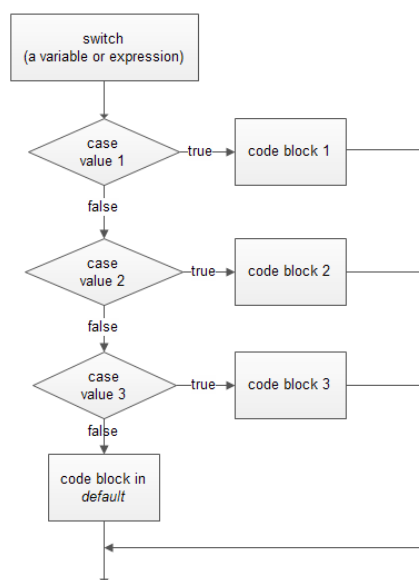 switch
(a variable or expression)
case
value 1
true
code block 1
false
case
value 2
true
code block 2
false
case
value 3
true
code block 3
false
code block in
default